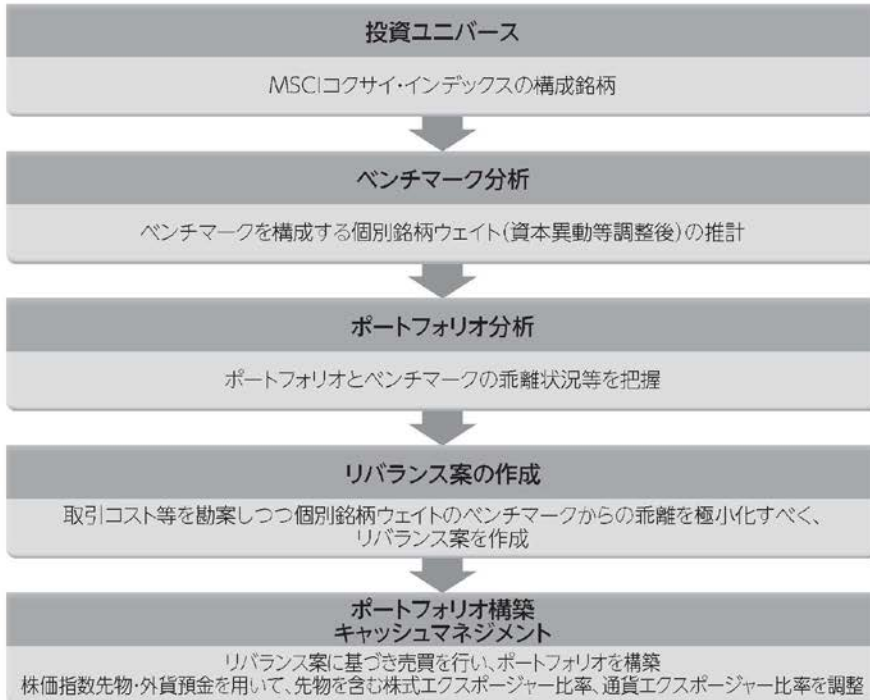 投資ユニバース
MSCIコクサイ・インデックスの構成銘柄
ベンチマーク分析
ベンチマークを構成する個別銘柄ウェイト(資本異動等調整後)の推計
ポートフォリオ分析
ポートフォリオとベンチマークの乖離状況等を把握
リバランス案の作成
取引コスト等を勘案しつつ個別銘柄ウェイトのベンチマークからの乖離を極小化すべく、
リバランス案を作成
ポートフォリオ構築
キャッシュマネジメント
リバランス案に基づき売買を行い、ポートフォリオを構築
株価指数先物・外貨預金を用いて、先物を含む株式エクスポージャー比率、通貨エクスポージャー比率を調整